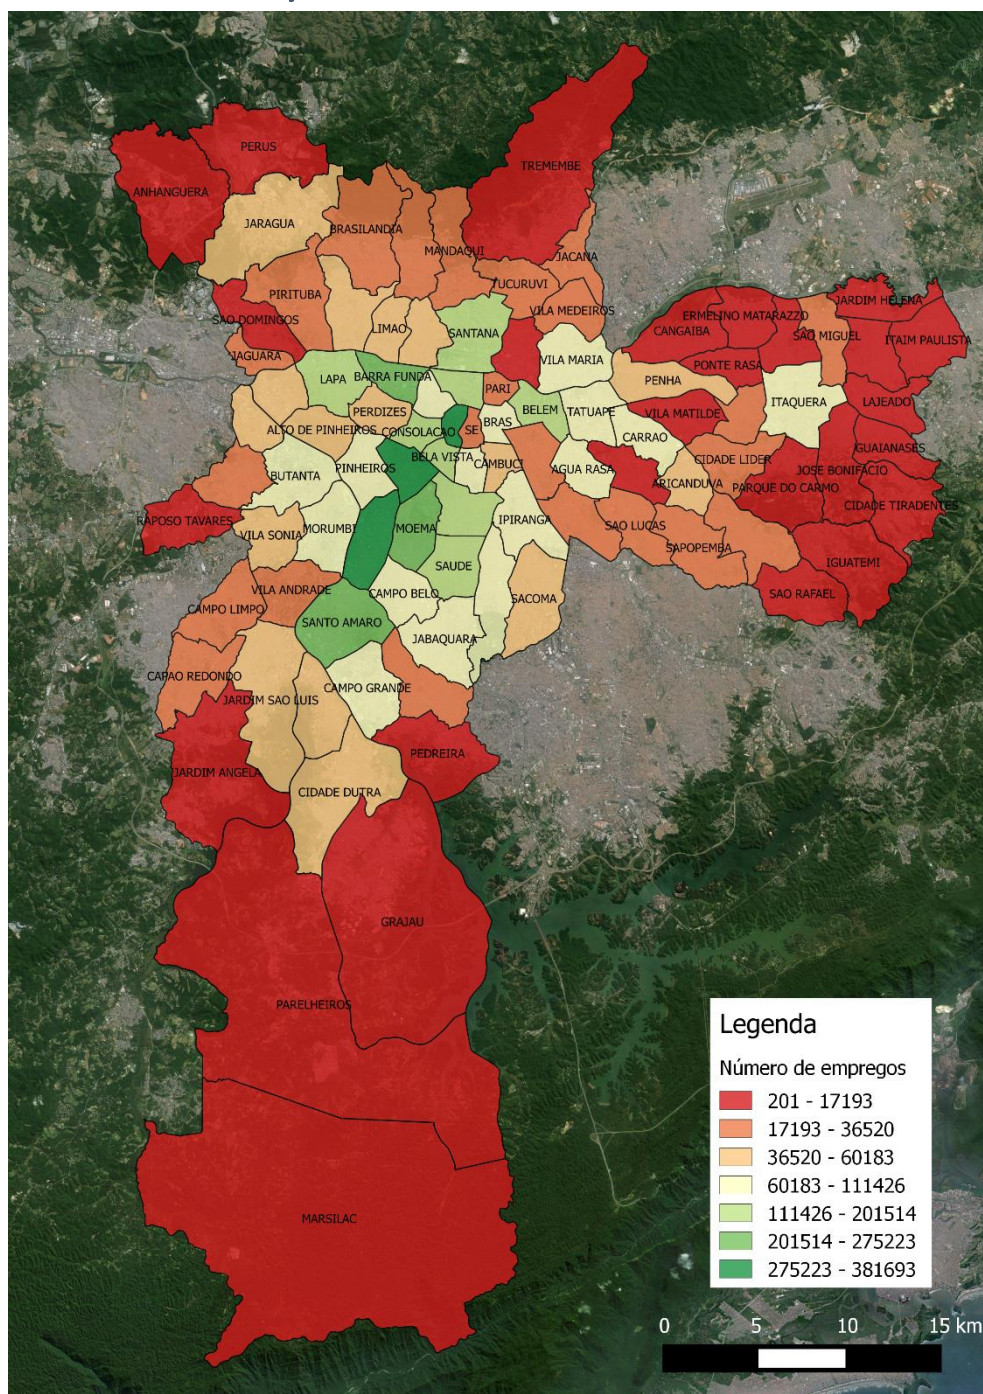 PERUS
TREMEMBE
ANHANGUERA
JARAGUA
BRASILANDIA
MANDAQUI
JACANA
TUCURUVI
PIRITUBA
VILA MEDEIROS
JARDIM HELENA
ERMELINO MATARAZZO
SAO DOMINGOS
LIMAO
SANTANA
CANGAIBA
SAO MIGUEL
ITAIM PAULISTA
JAGUARA
VILA MARIA
PONTE RASA
LAPA
BARRA FUNDA
PENHA
PARI
ITAQUERA
LAJEADO
PERDIZES
BELEM
TATUAPE
VILA MATILDE
ALTO DE PINHEIROS
CONSOLACAO
SE
BRAS
CARRAO
GUAIANASES
BELA VISTA
CIDADE LIDER
PINHEIROS
CAMBUCI
AGUA RASA
JOSE BONIFACIO
BUTANTA
ARICANDUVA
PARQUE DO CARMO
CIDADE TIRADENTES
RAPOSO TAVARES
MORUMBI
MOEMA
IPIRANGA
SAO LUCAS
VILA SONIA
SAPOPEMBA
IGUATEMI
SAUDE
VILA ANDRADE
CAMPO BELO
SACOMA
SAO RAFAEL
CAMPO LIMPO
SANTO AMARO
JABAQUARA
CAPAO REDONDO
CAMPO GRANDE
JARDIM SAO LUIS
PEDREIRA
JARDIM ANGELA
CIDADE DUTRA
GRAJAU
PARELHEIROS
MARSILAC
Legenda
Número de empregos
201 - 17193
17193 - 36520
36520 - 60183
60183 - 111426
111426 - 201514
201514 - 275223
275223 - 381693
0 5 10 15 km